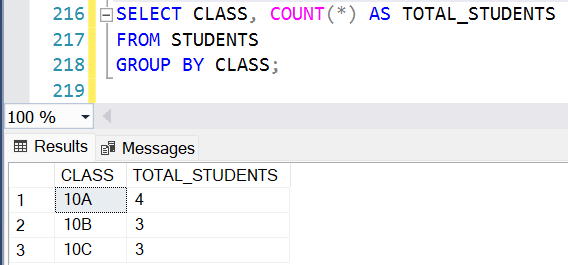 216 SELECT CLASS, COUNT(*) AS TOTAL_STUDENTS
217 FROM STUDENTS
218 GROUP BY CLASS;
219
100 %
Results Messages
CLASS TOTAL_STUDENTS
1 10A 4
2 10B 3
3 10C 3